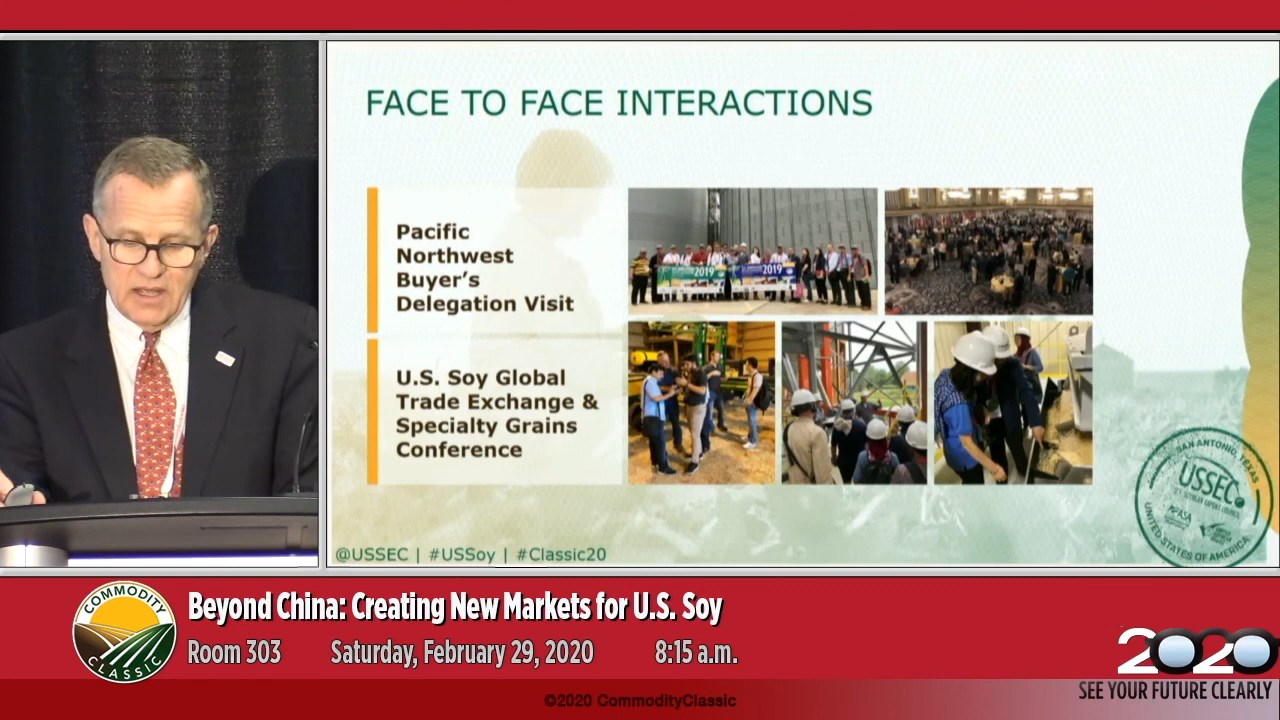 FACE TO FACE INTERACTIONS
Pacific
Northwest
Buyer's
Delegation Visit
U.S. Soy Global
Trade Exchange &
Specialty Grains
Conference
2019
2019
SAN ANTONIO, TEXAS
USSEC
UNITED STATES OF AMERICA
@USSEC | #USSoy | #Classic20
COMMODITY
CLASSIC
Beyond China: Creating New Markets for U.S. Soy
Room 303 Saturday, February 29, 2020 8:15 a.m.
2020
SEE YOUR FUTURE CLEARLY
©2020 CommodityClassic